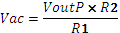 Vac = VoutP × R2
R1